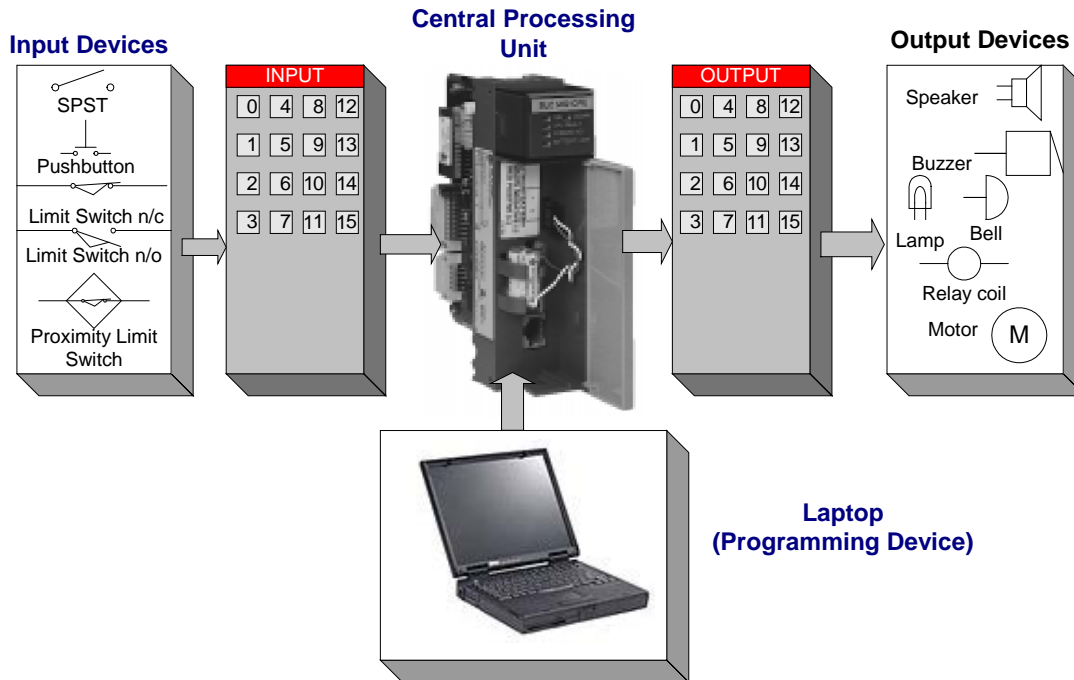 Central Processing
Unit
Input Devices
Output Devices
SPST
Pushbutton
Limit Switch n/c
Limit Switch n/o
Proximity Limit
Switch
INPUT
0 4 8 12
1 5 9 13
2 6 10 14
3 7 11 15
OUTPUT
0 4 8 12
1 5 9 13
2 6 10 14
3 7 11 15
Speaker
Buzzer
Lamp
Bell
Relay coil
Motor
M
Laptop
(Programming Device)